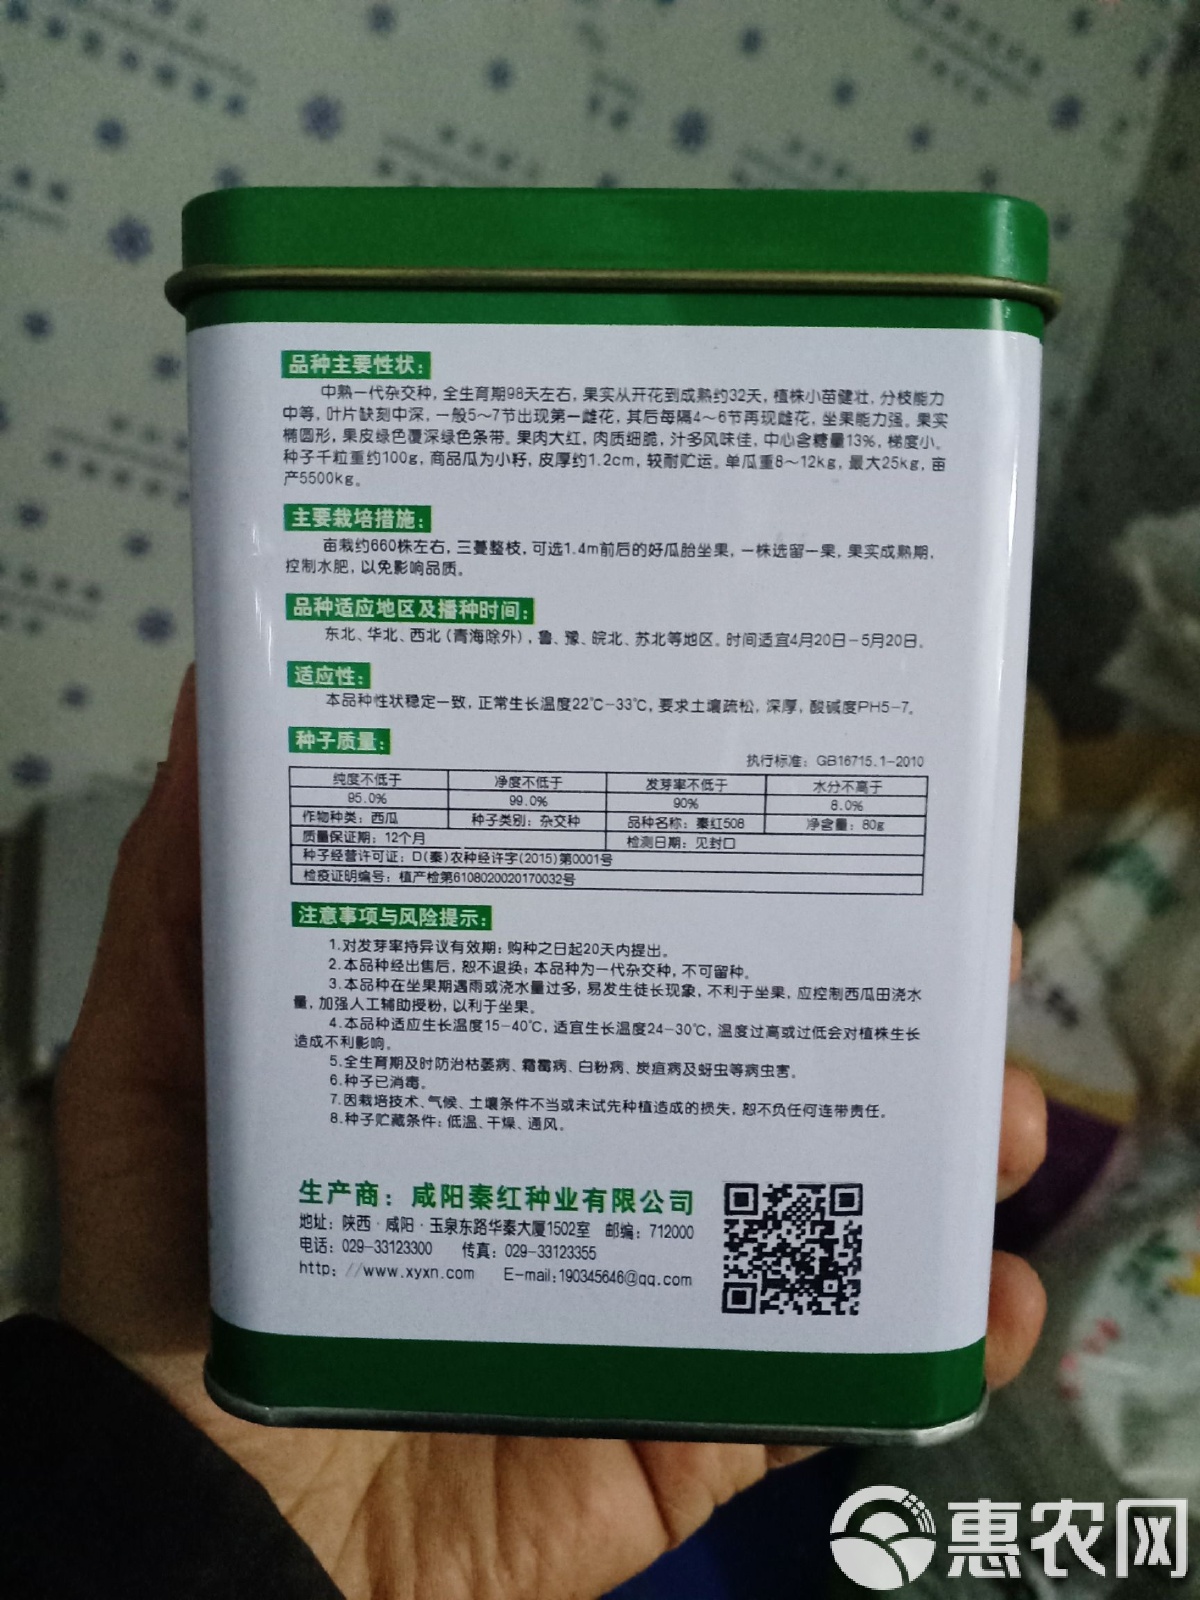 品种主要性状：
中熟一代杂交种，全生育期98天左右，果实从开花到成熟约32天，植株小苗健壮，分枝能力
中等，叶片缺刻中深，一般5～7节出现第一雌花，其后每隔4～6节再现雌花，坐果能力强。果实
椭圆形，果皮绿色覆深绿色条带。果肉大红，肉质细脆，汁多风味佳，中心含糖量13%，梯度小。
种子千粒重约100g，商品瓜为小籽，皮厚约1.2cm，较耐贮运。单瓜重8～12kg，最大25kg，亩
产5500kg。
主要栽培措施：
亩栽约660株左右，三蔓整枝，可选1.4m前后的好瓜胎坐果，一株选留一果，果实成熟期，
控制水肥，以免影响品质。
品种适应地区及播种时间：
东北、华北、西北（青海除外），鲁、豫、皖北、苏北等地区。时间适宜4月20日－5月20日。
适应性：
本品种性状稳定一致，正常生长温度22℃-33℃，要求土壤疏松，深厚，酸碱度PH5-7。
种子质量：
执行标准：GB16715.1-2010
纯度不低于 净度不低于 发芽率不低于 水分不高于
95.0% 99.0% 90% 8.0%
作物种类：西瓜 种子类别：杂交种 品种名称：秦红508 净含量：80g
质量保证期：12个月 检测日期：见封口
种子经营许可证：D（秦）农种经许字（2015）第0001号
检疫证明编号：植产检第6108020020170032号
注意事项与风险提示：
1.对发芽率持异议有效期：购种之日起20天内提出。
2.本品种经出售后，恕不退换；本品种为一代杂交种，不可留种。
3.本品种在坐果期遇雨或浇水量过多，易发生徒长现象，不利于坐果，应控制西瓜田浇水
量，加强人工辅助授粉，以利于坐果。
4.本品种适应生长温度15-40℃，适宜生长温度24-30℃，温度过高或过低会对植株生长
造成不利影响。
5.全生育期及时防治枯萎病、霜霉病、白粉病、炭疽病及蚜虫等病虫害。
6.种子已消毒。
7.因栽培技术、气候、土壤条件不当或未试先种植造成的损失，恕不负任何连带责任。
8.种子贮藏条件：低温、干燥、通风。
生产商：咸阳秦红种业有限公司
地址：陕西·咸阳·玉泉东路华秦大厦1502室 邮编：712000
电话：029-33123300 传真：029-33123355
http：//www.xyxn.com E-mail:190345646@qq.com
惠农网